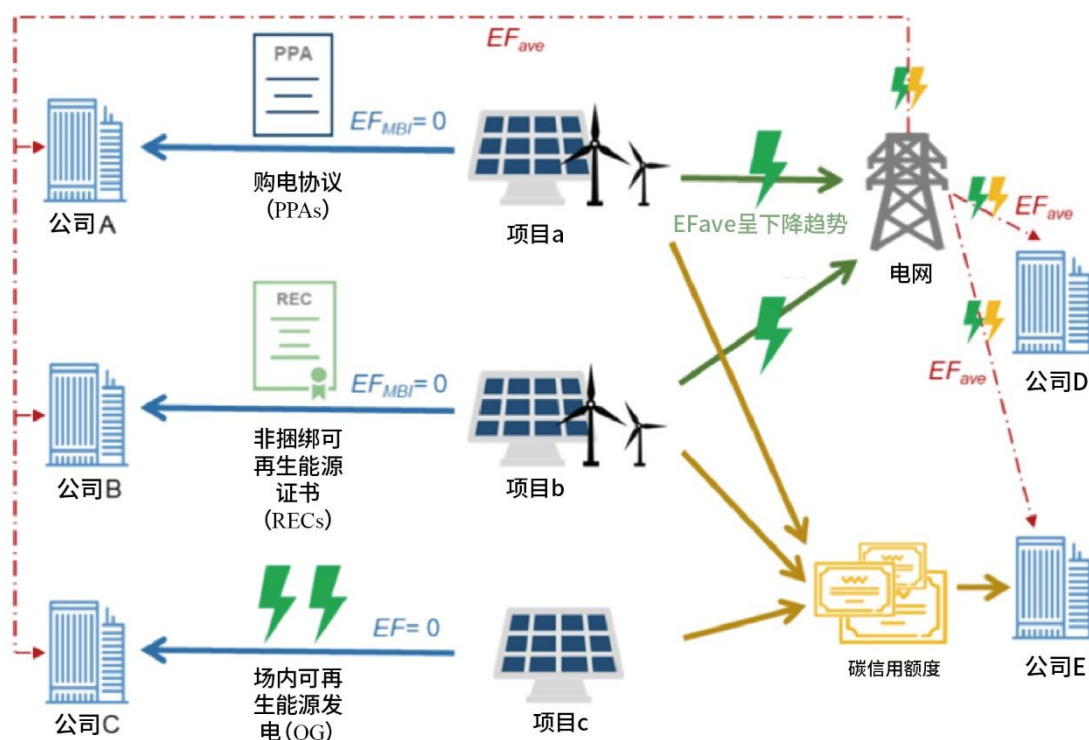 EFave
PPA
EFMBI= 0
购电协议
（PPAs）
公司A
项目a
EFave呈下降趋势
电网
EFave
公司D
REC
EFMBI= 0
非捆绑可
再生能源
证书
（RECs）
公司B
项目b
EFave
EF= 0
场内可再
生能源发
电（OG）
公司C
项目c
碳信用额度
公司E